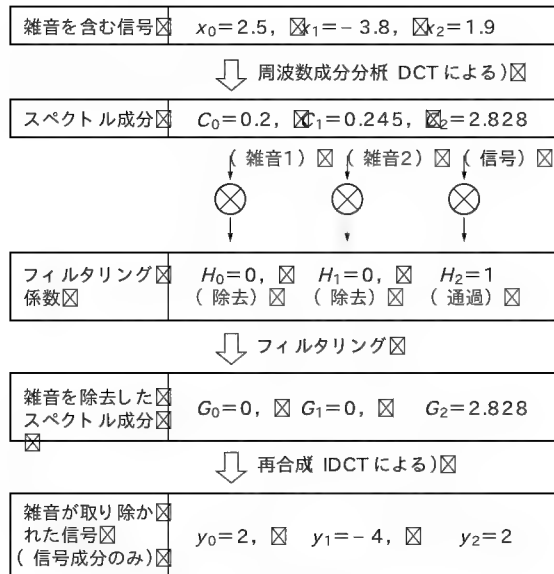 雑音を含む信号☒ x0=2.5, ☒x1=−3.8, ☒x2=1.9
周波数成分分析( DCTによる)☒
スペクトル成分☒ C0=0.2, ☒C1=0.245, ☒C2=2.828
( 雑音1) ☒ ( 雑音2) ☒ ( 信号) ☒
フィルタリング☒ H0=0, ☒ H1=0, ☒ H2=1
係数☒ ( 除去) ☒ ( 除去) ☒ ( 通過) ☒
フィルタリング☒
雑音を除去した☒
スペクトル成分☒ G0=0, ☒ G1=0, ☒ G2=2.828
☒
再合成( IDCTによる)☒
雑音が取り除か☒
れた信号☒ y0=2, ☒ y1=−4, ☒ y2=2
( 信号成分のみ)☒